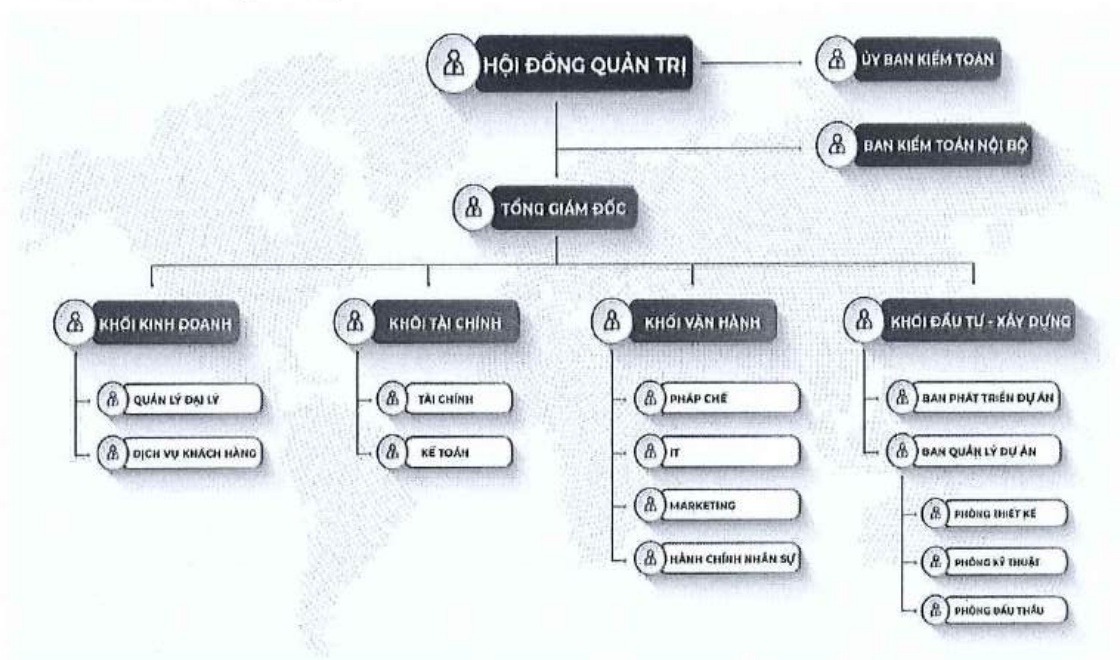 HỘI ĐỒNG QUẢN TRỊ
ỦY BAN KIỂM TOÁN
BAN KIỂM TOÁN NỘI BỘ
TỔNG GIÁM ĐỐC
KHỐI KINH DOANH
KHỐI TÀI CHÍNH
KHỐI VẬN HÀNH
KHỐI ĐẦU TƯ - XÂY DỰNG
QUẢN LÝ ĐẠI LÝ
DỊCH VỤ KHÁCH HÀNG
TÀI CHÍNH
KẾ TOÁN
PHÁP CHẾ
IT
MARKETING
HÀNH CHÍNH NHÂN SỰ
BAN PHÁT TRIỂN DỰ ÁN
BAN QUẢN LÝ DỰ ÁN
PHÒNG THIẾT KẾ
PHÒNG KỸ THUẬT
PHÒNG ĐẤU THẦU